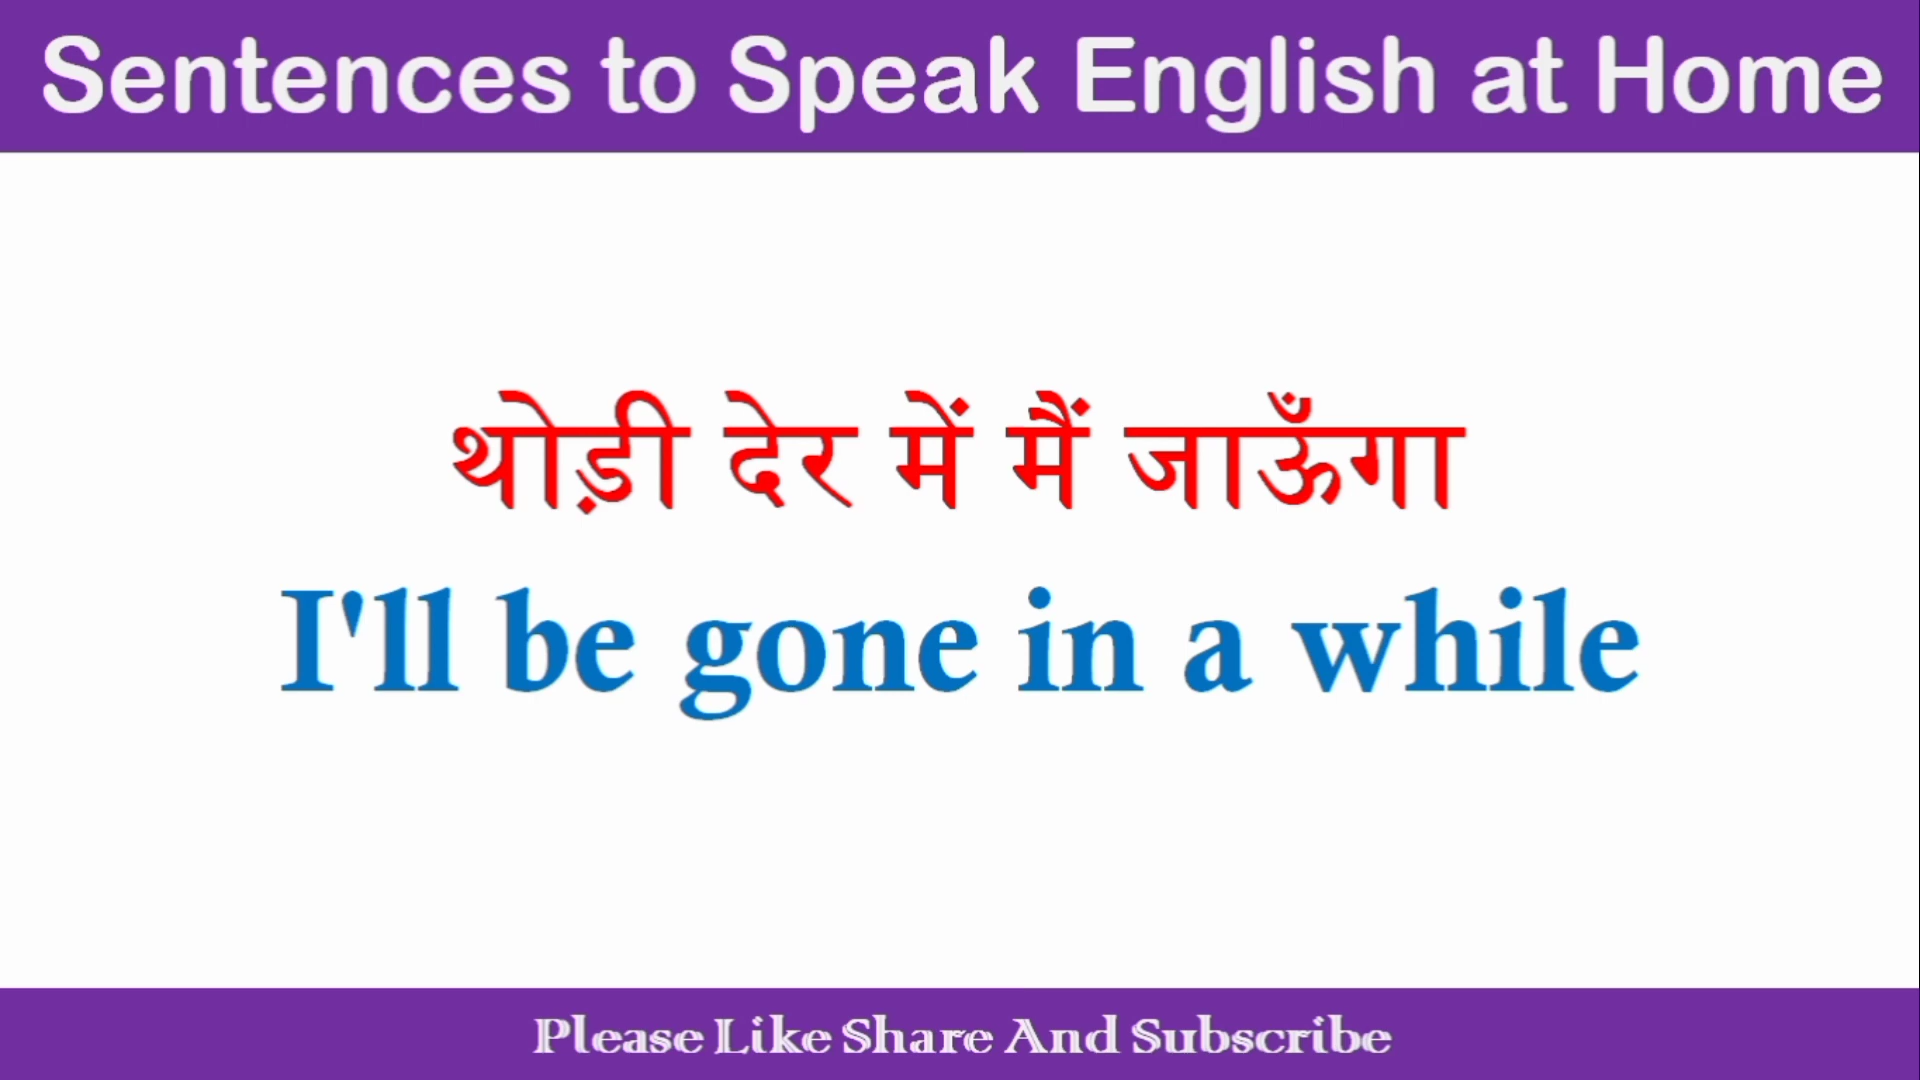 Sentences to Speak English at Home
थोड़ी देर में मैं जाऊँगा
I'll be gone in a while
Please Like Share And Subscribe